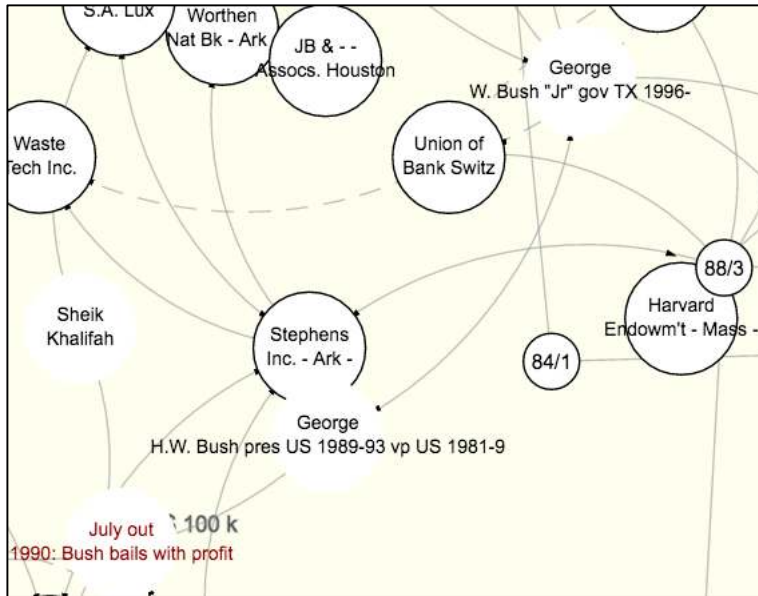 S.A. Lux
Worthen
Nat Bk - Ark
JB & - -
Assocs. Houston
George
W. Bush "Jr" gov TX 1996-
Waste
Tech Inc.
Union of
Bank Switz
88/3
Sheik
Khalifah
Stephens
Inc. - Ark -
Harvard
Endowm't - Mass -
84/1
George
H.W. Bush pres US 1989-93 vp US 1981-9
100 k
July out
1990: Bush bails with profit